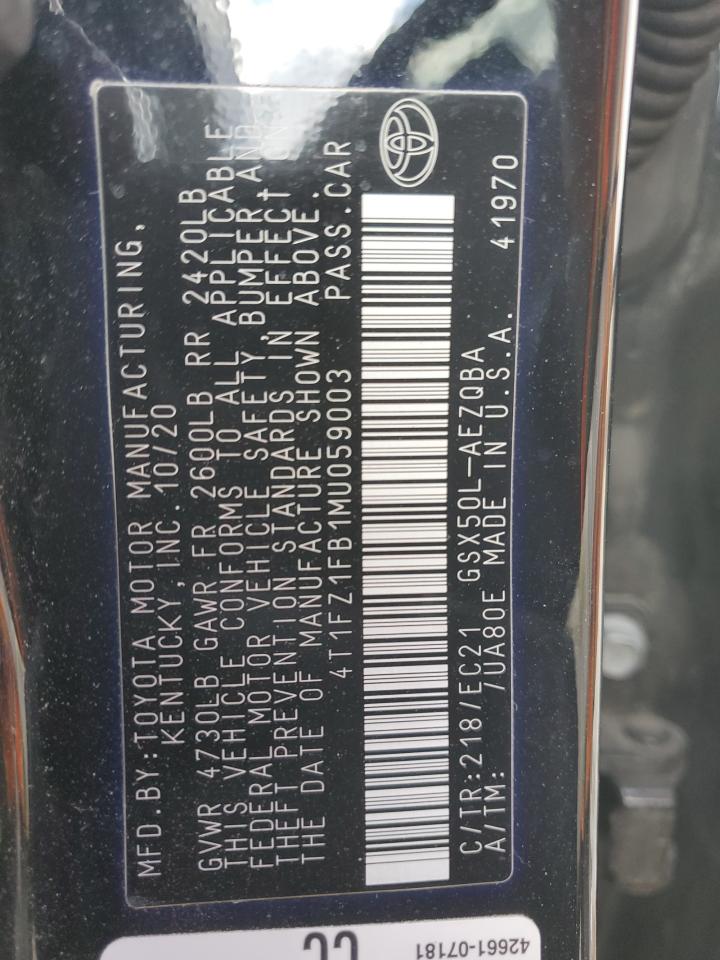 MFD.BY:TOYOTA MOTOR MANUFACTURING,
KENTUCKY,INC. 10/20
GVWR 4730LB GAWR FR 2600LB RR 2420LB
THIS VEHICLE CONFORMS TO ALL APPLICABLE
FEDERAL MOTOR VEHICLE SAFETY, BUMPER AND
THEFT PREVENTION STANDARDS IN EFFECT ON
THE DATE OF MANUFACTURE SHOWN ABOVE.
4T1FZ1FB1MU059003 PASS.CAR
C/TR:218/EC21 GSX50L-AEZQBA
A/TM: /UA80E MADE IN U.S.A. 41970
42661-07181